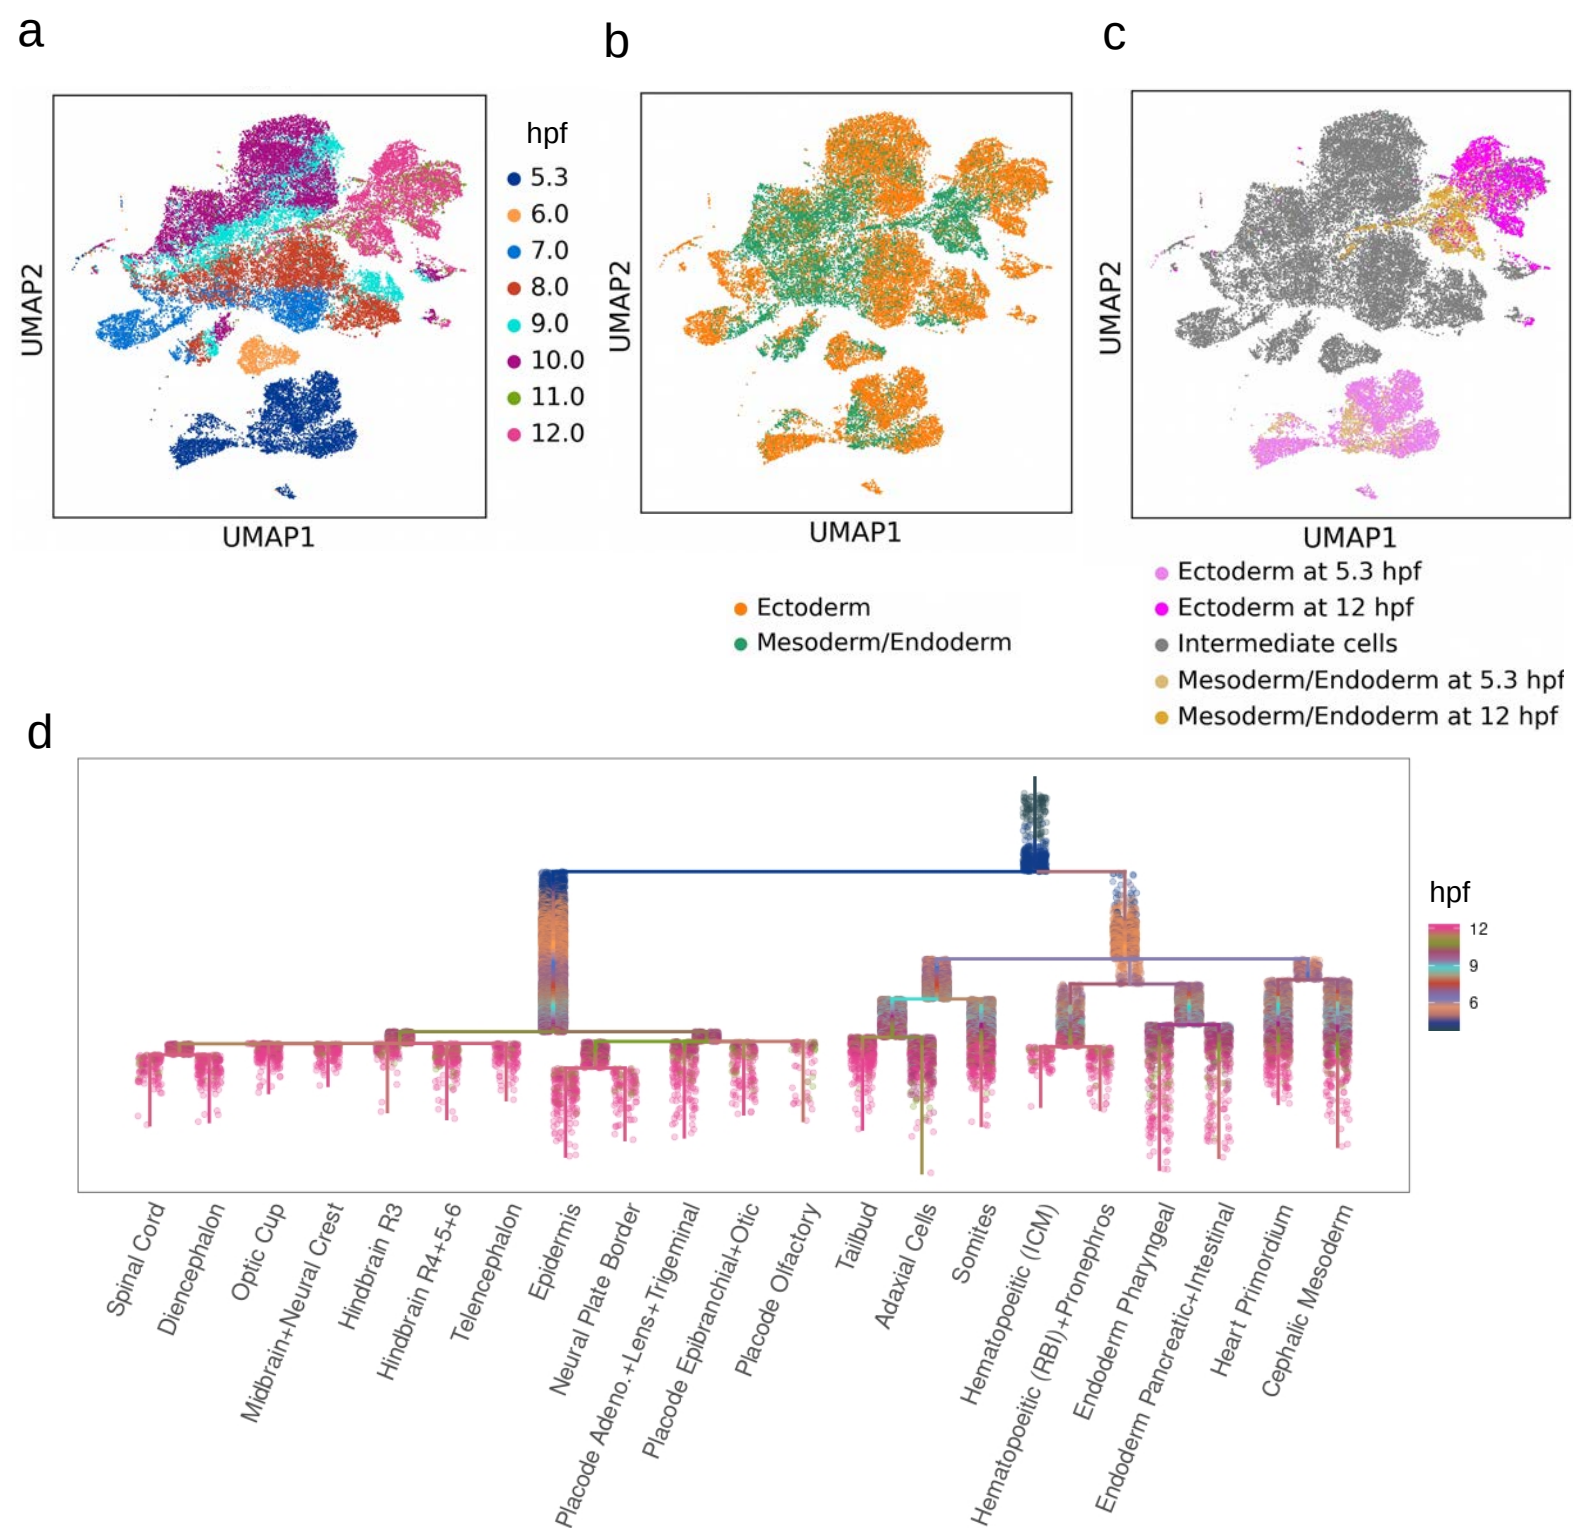 a
b
c
hpf
5.3
6.0
7.0
8.0
9.0
10.0
11.0
12.0
UMAP2
UMAP1
UMAP2
UMAP1
UMAP2
UMAP1
Ectoderm
Mesoderm/Endoderm
Ectoderm at 5.3 hpf
Ectoderm at 12 hpf
Intermediate cells
Mesoderm/Endoderm at 5.3 hpf
Mesoderm/Endoderm at 12 hpf
d
hpf
12
9
6
Spinal Cord
Diencephalon
Optic Cup
Midbrain+Neural Crest
Hindbrain R3
Hindbrain R4+5+6
Telencephalon
Epidermis
Neural Plate Border
Placode Adeno.+Lens+Trigeminal
Placode Epibranchial+Otic
Placode Olfactory
Tailbud
Adaxial Cells
Somites
Hematopoeitic (ICM)
Hematopoeitic (RBI)+Pronephros
Endoderm Pharyngeal
Endoderm Pancreatic+Intestinal
Heart Primordium
Cephalic Mesoderm